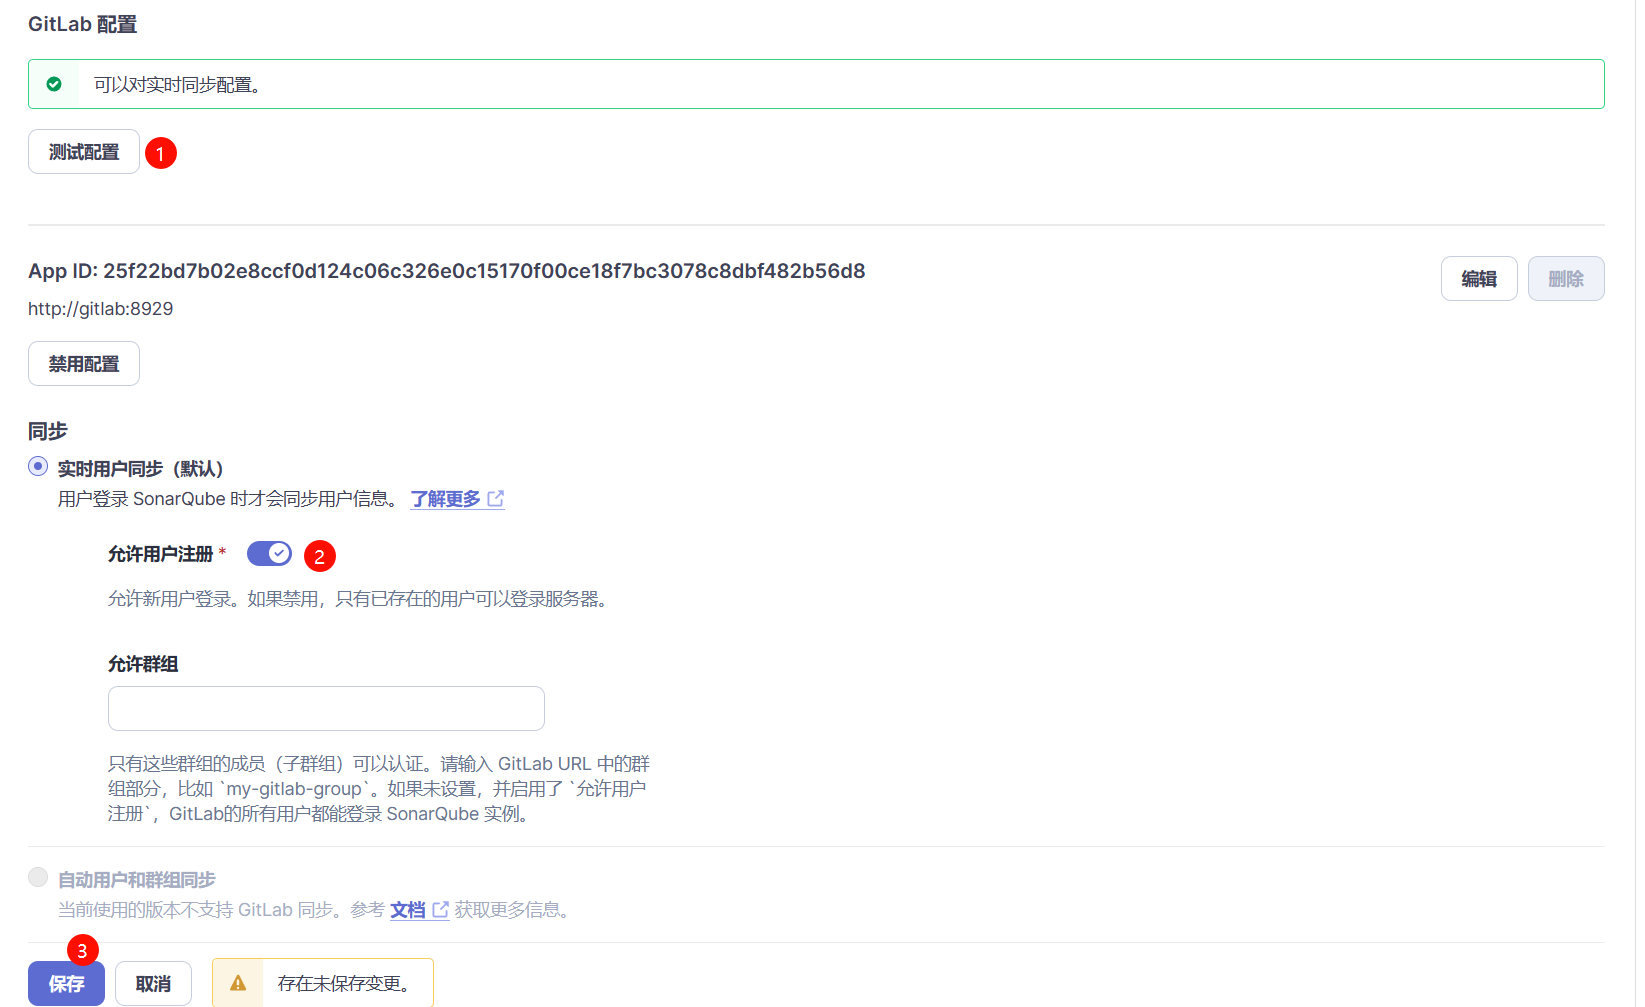 GitLab 配置
可以对实时同步配置。
测试配置
1
App ID: 25f22bd7b02e8ccf0d124c06c326e0c15170f00ce18f7bc3078c8dbf482b56d8
编辑
删除
http://gitlab:8929
禁用配置
同步
实时用户同步（默认）
用户登录 SonarQube 时才会同步用户信息。 了解更多
允许用户注册 *
2
允许新用户登录。如果禁用，只有已存在的用户可以登录服务器。
允许群组
只有这些群组的成员（子群组）可以认证。请输入 GitLab URL 中的群
组部分，比如 `my-gitlab-group`。如果未设置，并启用了 `允许用户
注册`，GitLab的所有用户都能登录 SonarQube 实例。
自动用户和群组同步
当前使用的版本不支持 GitLab 同步。参考 文档 获取更多信息。
3
保存
取消
存在未保存变更。